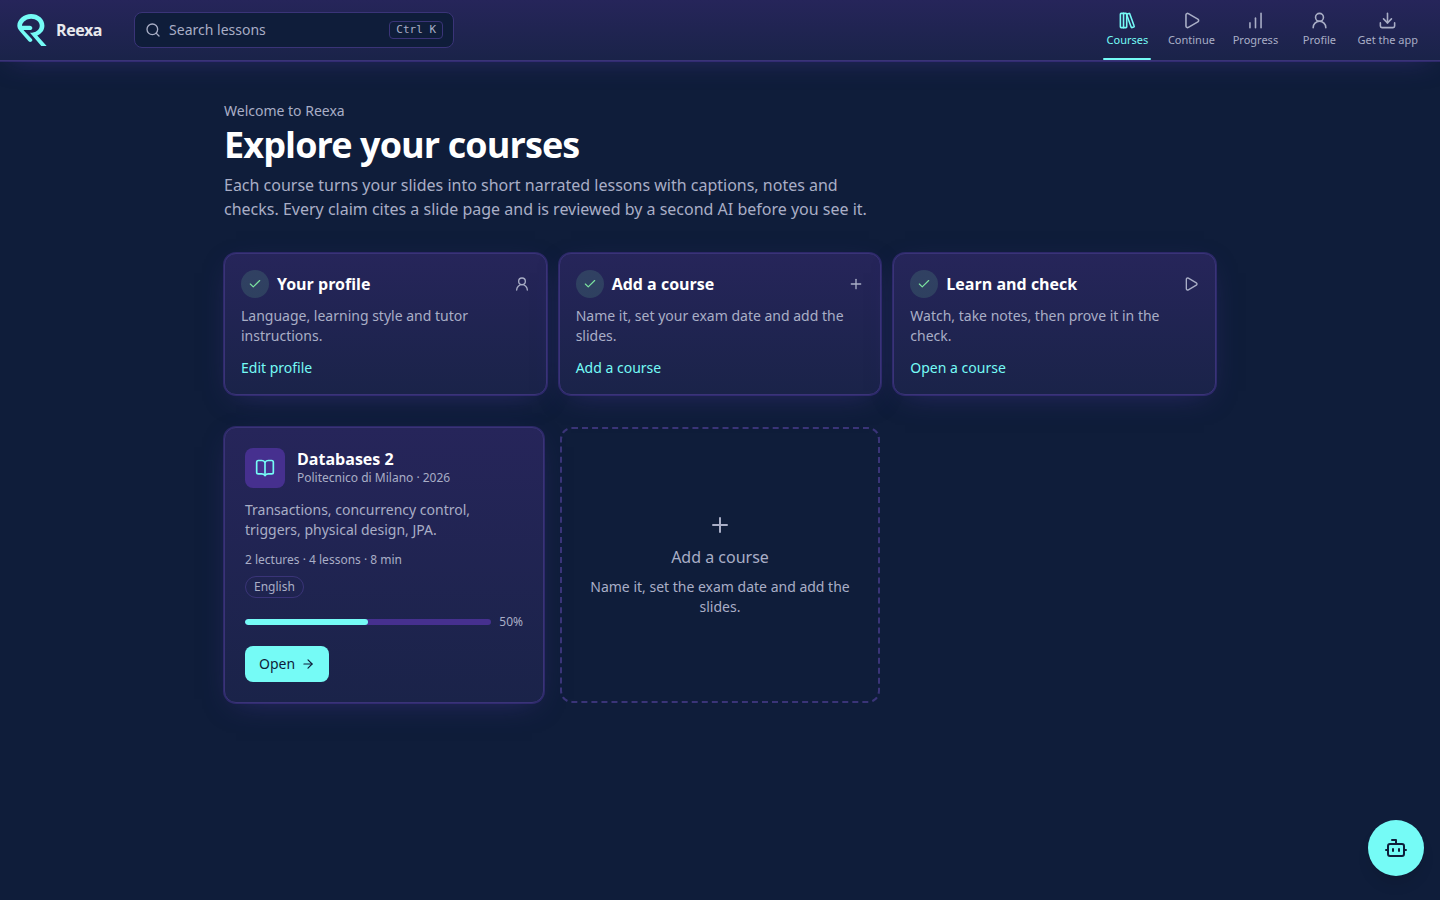 Reexa
Search lessons
Ctrl K
Courses
Continue
Progress
Profile
Get the app
Welcome to Reexa
Explore your courses
Each course turns your slides into short narrated lessons with captions, notes and
checks. Every claim cites a slide page and is reviewed by a second AI before you see it.
Your profile
Language, learning style and tutor
instructions.
Edit profile
Add a course
Name it, set your exam date and add the
slides.
Add a course
Learn and check
Watch, take notes, then prove it in the
check.
Open a course
Databases 2
Politecnico di Milano · 2026
Transactions, concurrency control,
triggers, physical design, JPA.
2 lectures · 4 lessons · 8 min
English
50%
Open
Add a course
Name it, set the exam date and add the
slides.